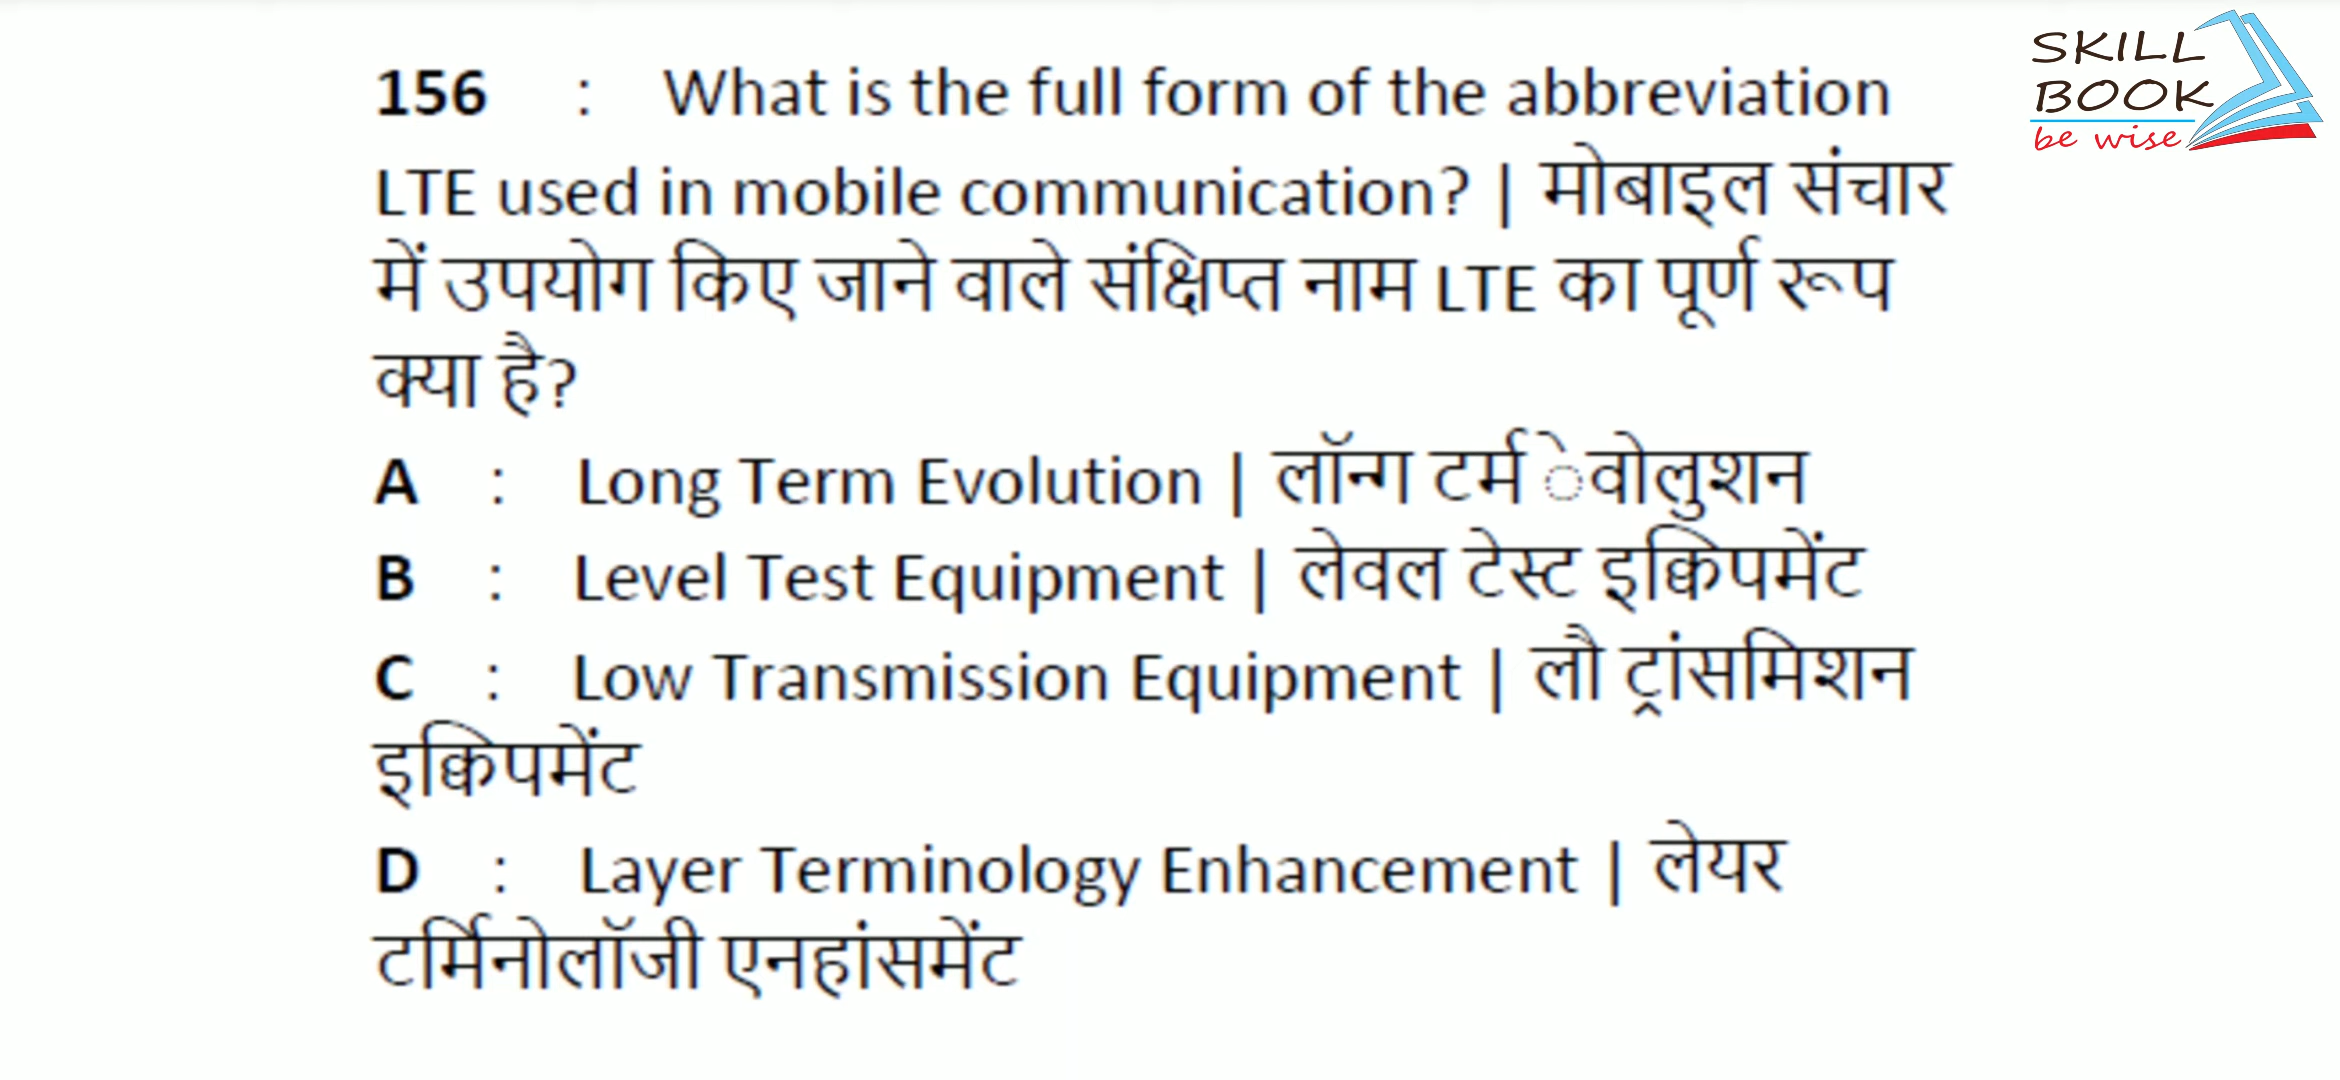 SKILL
BOOK
be wise
156 : What is the full form of the abbreviation
LTE used in mobile communication? | मोबाइल संचार
में उपयोग किए जाने वाले संक्षिप्त नाम LTE का पूर्ण रूप
क्या है?
A : Long Term Evolution | लॉन्ग टर्म ेवोलुशन
B : Level Test Equipment | लेवल टेस्ट इक्विपमेंट
C : Low Transmission Equipment | लौ ट्रांसमिशन
इक्विपमेंट
D : Layer Terminology Enhancement | लेयर
टर्मिनोलॉजी एनहांसमेंट